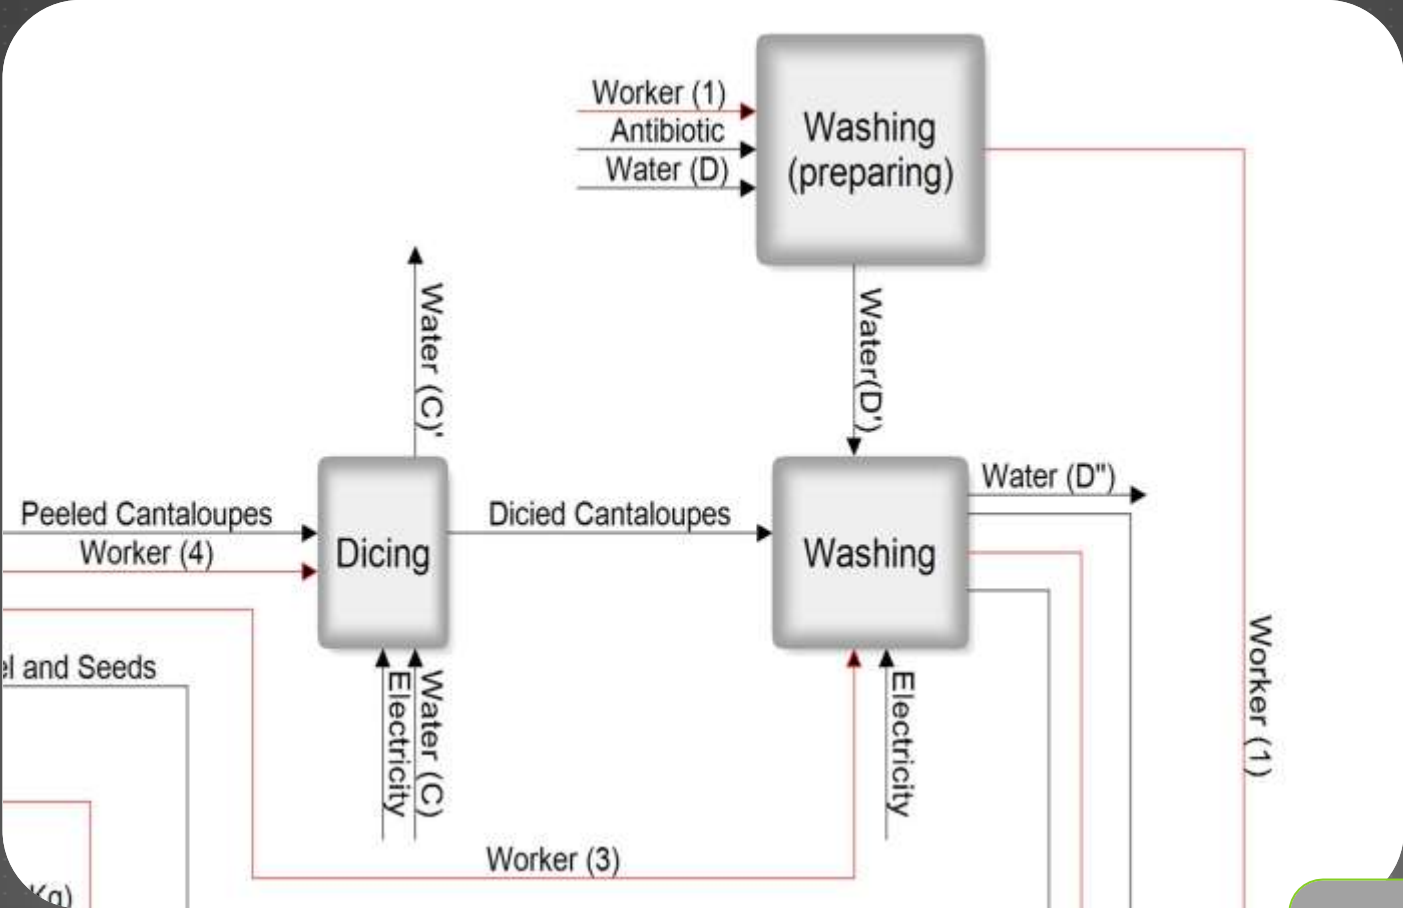 Worker (1)
Antibiotic
Water (D)
Washing
(preparing)
Water (C)'
Water(D')
Water (D")
Peeled Cantaloupes
Worker (4)
Dicing
Dicied Cantaloupes
Washing
el and Seeds
Electricity
Water (C)
Electricity
Worker (1)
Worker (3)
Kg)